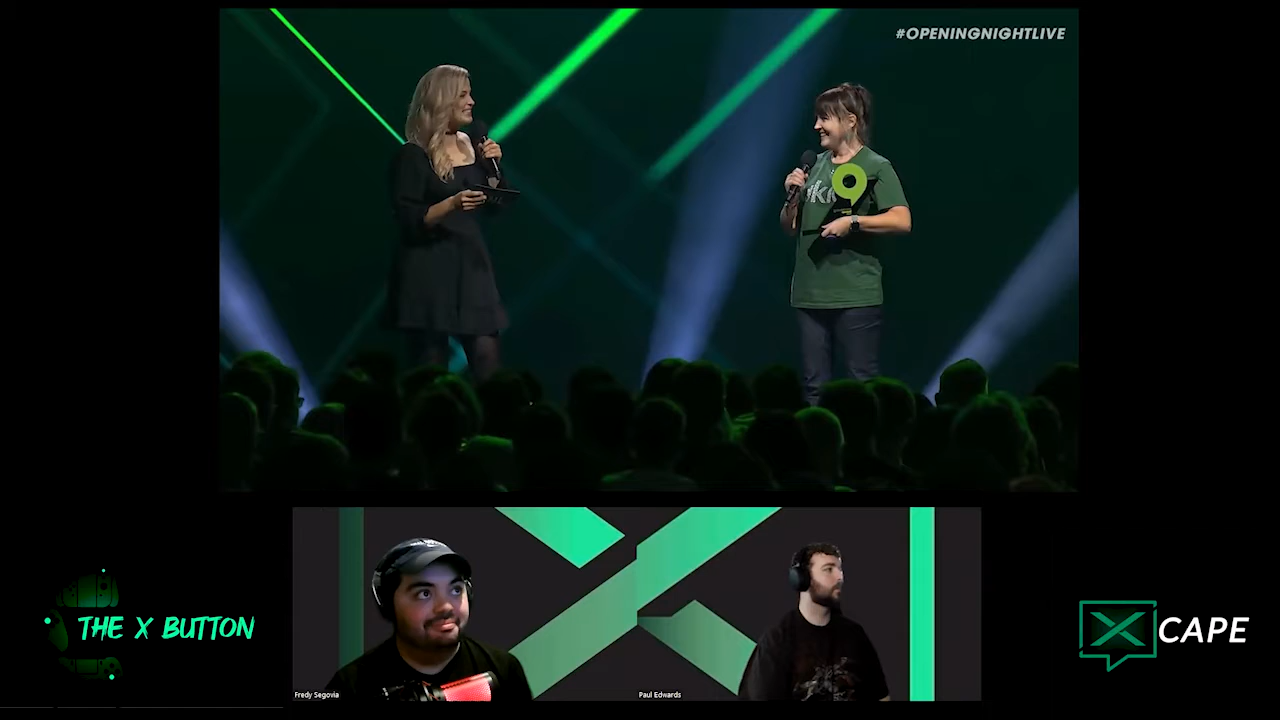 #OPENINGNIGHTLIVE
THE X BUTTON
X CAPE
Fredy Segovia
Paul Edwards